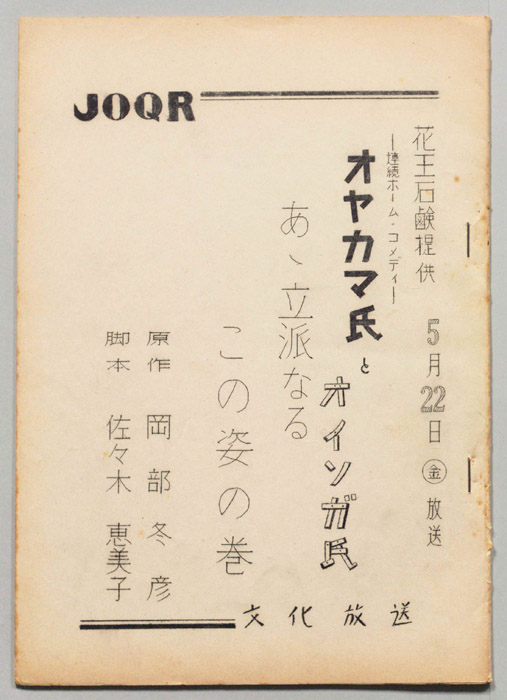 JOQR
花王石鹸提供 5月22日㊎放送
―連続ホーム・コメディ―
オヤカマ氏とオイソガ氏
あゝ立派なる
この姿の巻
原作 岡部冬彦
脚本 佐々木恵美子
文化放送